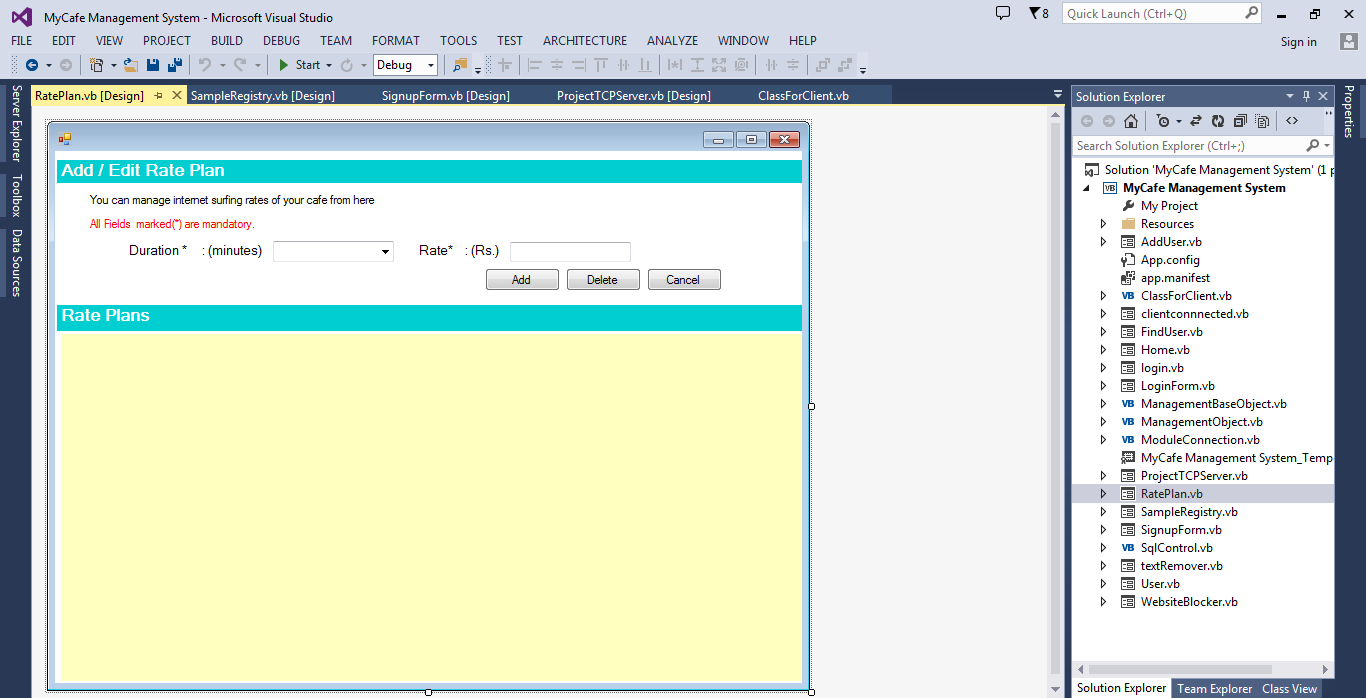 MyCafe Management System - Microsoft Visual Studio
8
Quick Launch (Ctrl+Q)
FILE EDIT VIEW PROJECT BUILD DEBUG TEAM FORMAT TOOLS TEST ARCHITECTURE ANALYZE WINDOW HELP
Sign in
Start
Debug
Server Explorer
Toolbox
Data Sources
RatePlan.vb [Design]
SampleRegistry.vb [Design]
SignupForm.vb [Design]
ProjectTCPServer.vb [Design]
ClassForClient.vb
Add / Edit Rate Plan
You can manage internet surfing rates of your cafe from here
All Fields marked(*) are mandatory.
Duration * : (minutes)
Rate* : (Rs.)
Add
Delete
Cancel
Rate Plans
Solution Explorer
Search Solution Explorer (Ctrl+;)
Solution 'MyCafe Management System' (1 p
VB MyCafe Management System
My Project
Resources
AddUser.vb
App.config
app.manifest
VB ClassForClient.vb
clientconnnected.vb
FindUser.vb
Home.vb
login.vb
LoginForm.vb
VB ManagementBaseObject.vb
VB ManagementObject.vb
VB ModuleConnection.vb
MyCafe Management System_Temp
ProjectTCPServer.vb
RatePlan.vb
SampleRegistry.vb
SignupForm.vb
VB SqlControl.vb
textRemover.vb
User.vb
WebsiteBlocker.vb
Solution Explorer
Team Explorer
Class View
Properties